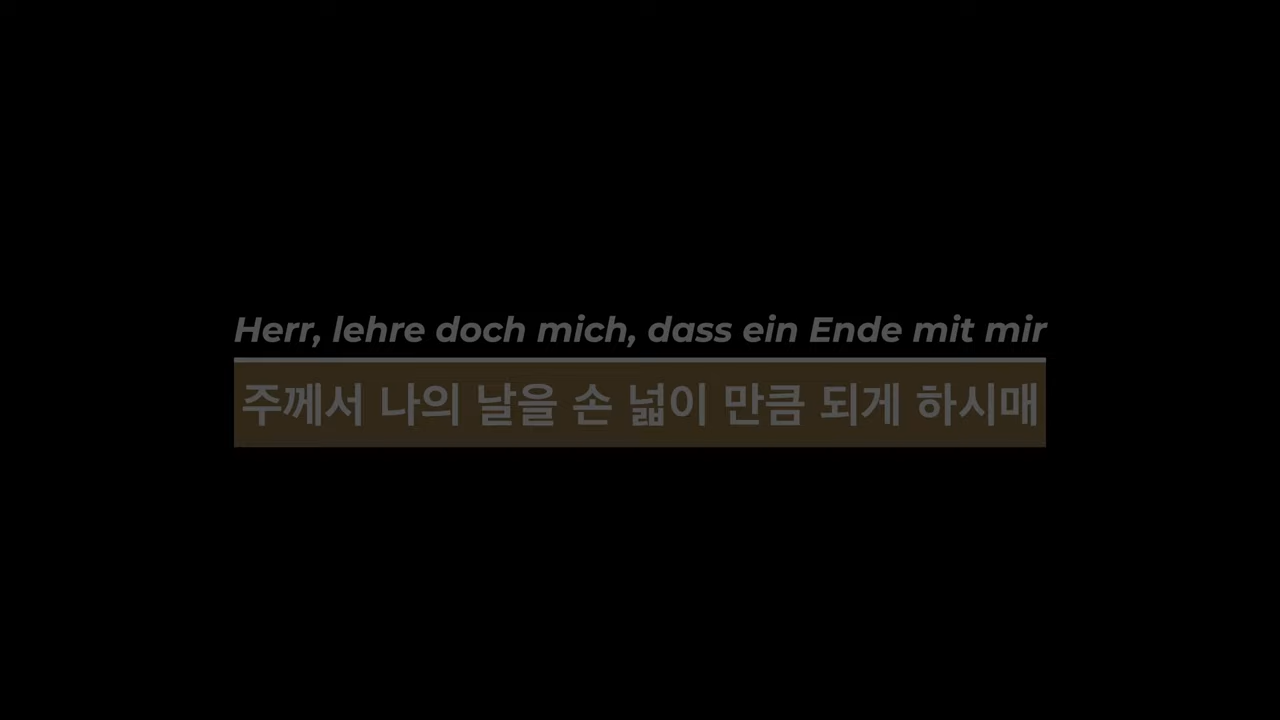 Herr, lehre doch mich, dass ein Ende mit mir
주께서 나의 날을 손 넓이 만큼 되게 하시매